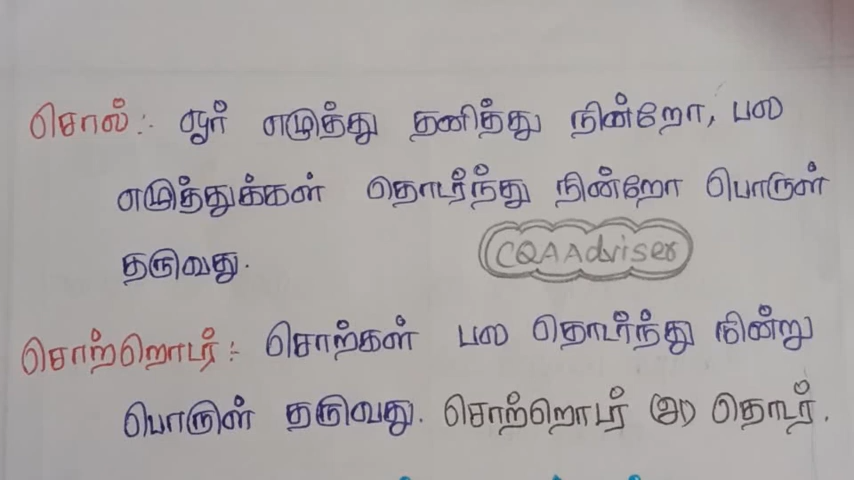 சொல்:- ஓர் எழுத்து தனித்து நின்றோ, பல
எழுத்துக்கள் தொடர்ந்து நின்றோ பொருள்
தருவது.
CQAAdviser
சொற்றொடர்:- சொற்கள் பல தொடர்ந்து நின்று
பொருள் தருவது. சொற்றொடர் (அ) தொடர்.